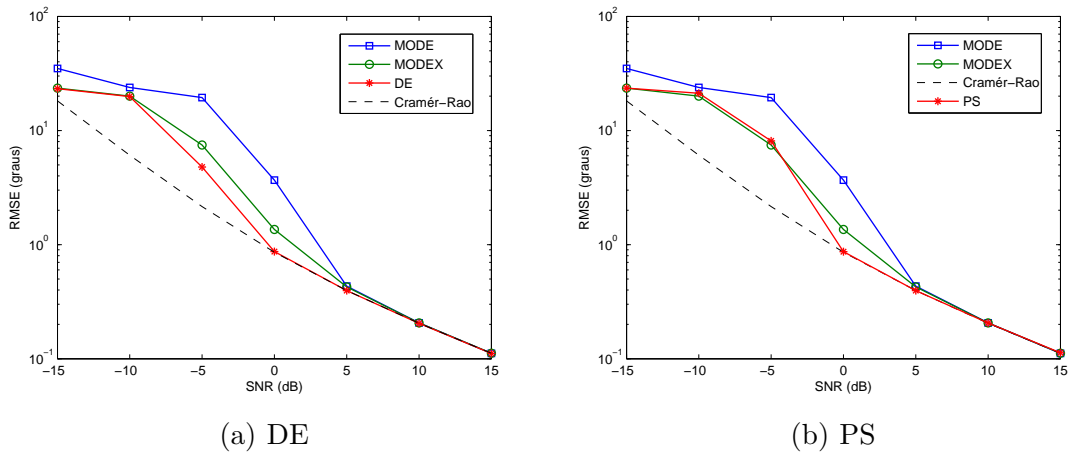 10^2
10^1
10^0
10^-1
RMSE (graus)
MODE
MODEX
DE
Cramér-Rao
-15 -10 -5 0 5 10 15
SNR (dB)
(a) DE
10^2
10^1
10^0
10^-1
RMSE (graus)
MODE
MODEX
Cramér-Rao
PS
-15 -10 -5 0 5 10 15
SNR (dB)
(b) PS